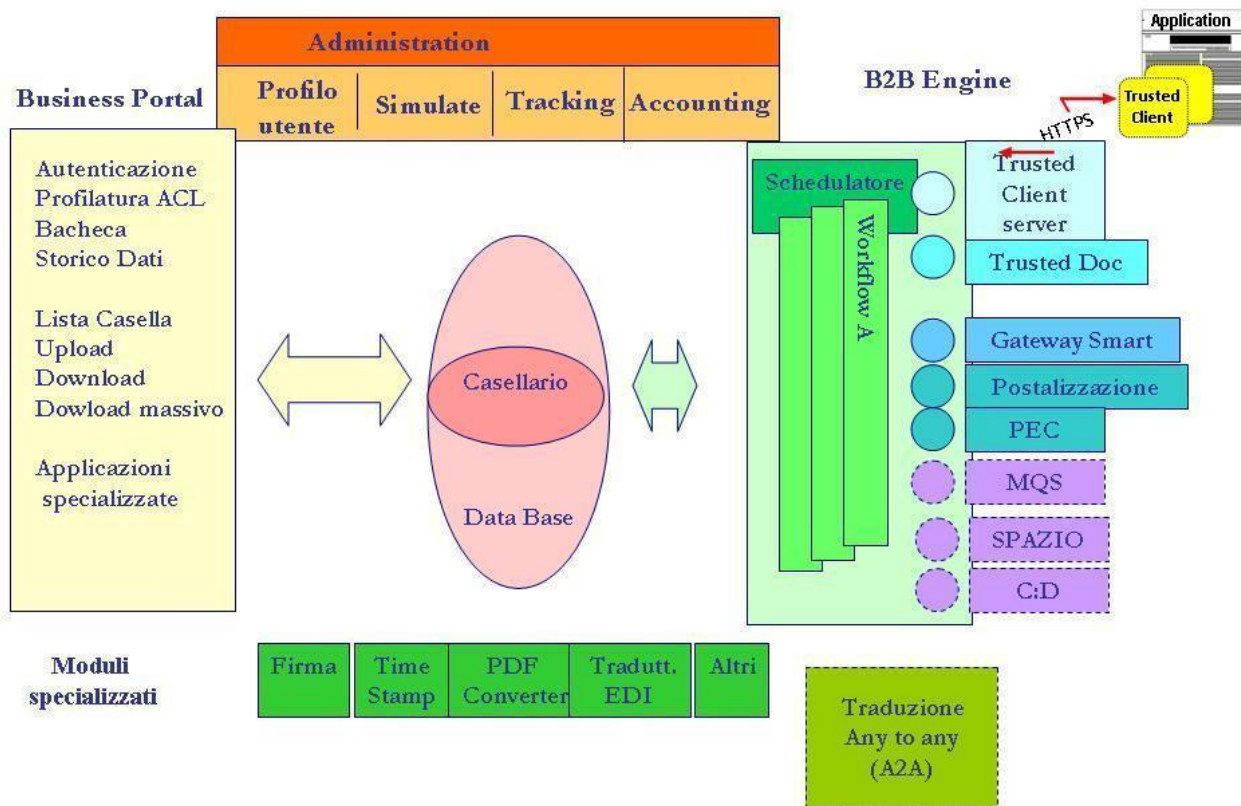 Application
Administration
Business Portal
Profilo
utente
Simulate
Tracking
Accounting
B2B Engine
Trusted
Client
HTTPS
Autenticazione
Profilatura ACL
Bacheca
Storico Dati
Lista Casella
Upload
Download
Dowload massivo
Applicazioni
specializzate
Casellario
Data Base
Schedulatore
Workflow A
Trusted
Client
server
Trusted Doc
Gateway Smart
Postalizzazione
PEC
MQS
SPAZIO
C:D
Moduli
specializzati
Firma
Time
Stamp
PDF
Converter
Tradutt.
EDI
Altri
Traduzione
Any to any
(A2A)